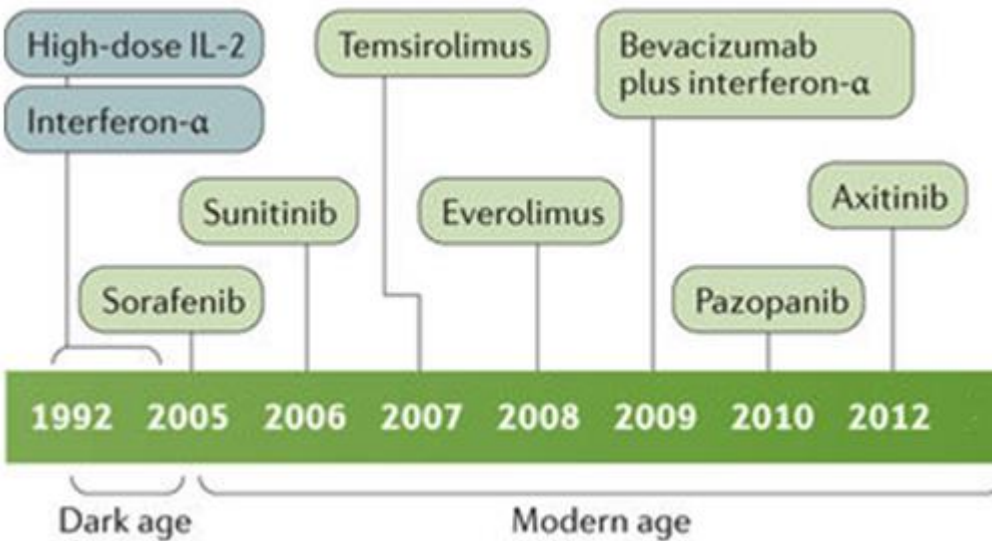 High-dose IL-2
Interferon-α
Temsirolimus
Bevacizumab
plus interferon-α
Sunitinib
Everolimus
Axitinib
Sorafenib
Pazopanib
1992 2005 2006 2007 2008 2009 2010 2012
Dark age
Modern age